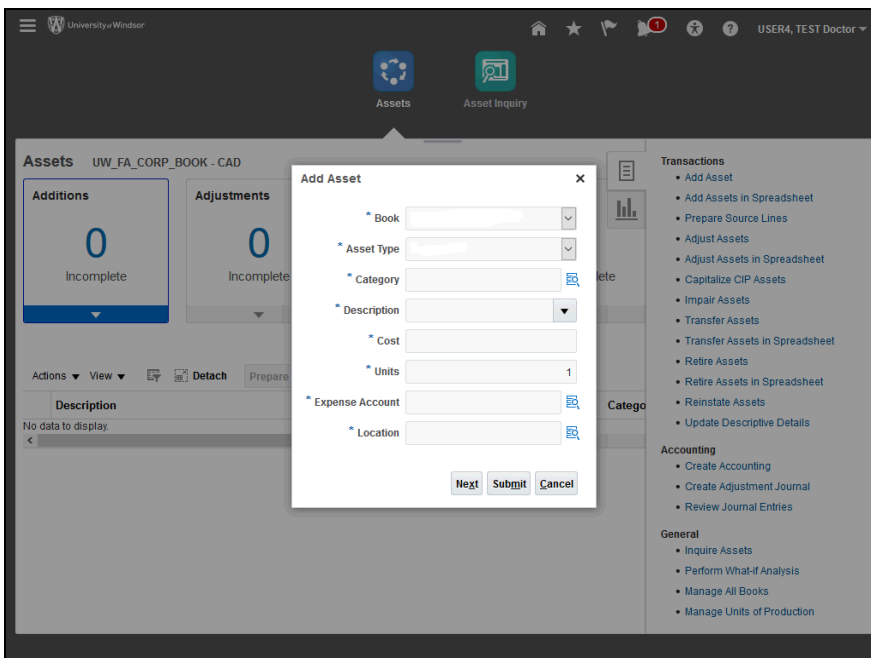 University of Windsor
1
USER4, TEST Doctor
Assets
Asset Inquiry
Assets UW_FA_CORP_BOOK - CAD
Additions
0
Incomplete
Adjustments
0
Incomplete
lete
Actions View Detach Prepare
Description
Catego
No data to display.
Add Asset
* Book
* Asset Type
* Category
* Description
* Cost
* Units 1
* Expense Account
* Location
Next Submit Cancel
Transactions
• Add Asset
• Add Assets in Spreadsheet
• Prepare Source Lines
• Adjust Assets
• Adjust Assets in Spreadsheet
• Capitalize CIP Assets
• Impair Assets
• Transfer Assets
• Transfer Assets in Spreadsheet
• Retire Assets
• Retire Assets in Spreadsheet
• Reinstate Assets
• Update Descriptive Details
Accounting
• Create Accounting
• Create Adjustment Journal
• Review Journal Entries
General
• Inquire Assets
• Perform What-if Analysis
• Manage All Books
• Manage Units of Production